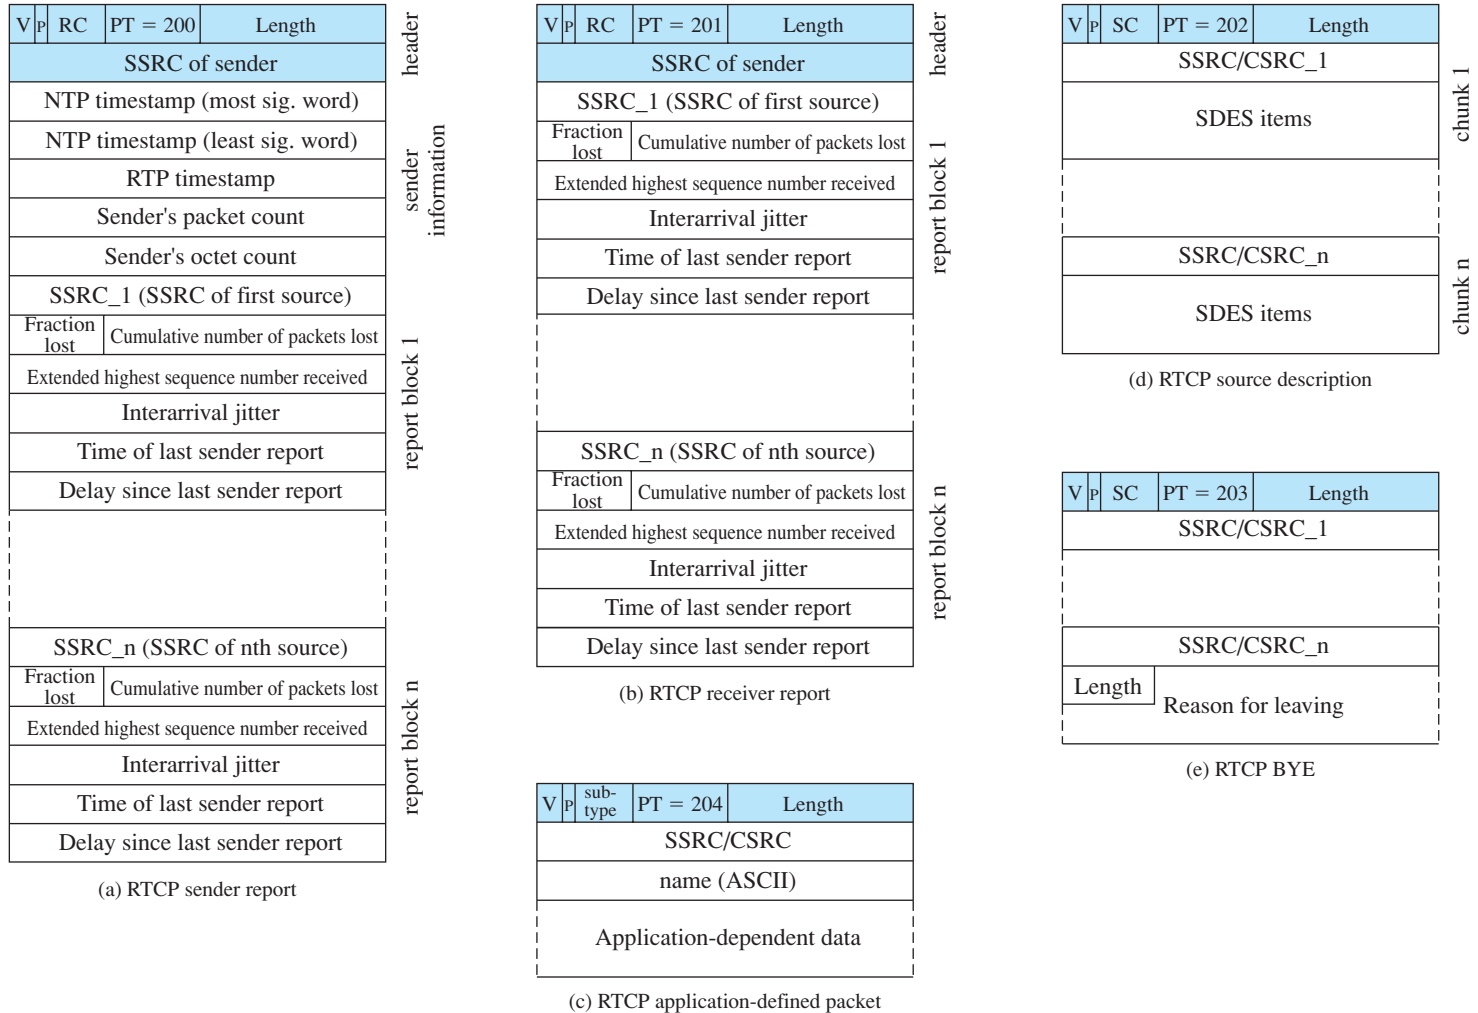 V P RC PT = 200 Length
SSRC of sender
header
NTP timestamp (most sig. word)
NTP timestamp (least sig. word)
RTP timestamp
Sender's packet count
Sender's octet count
sender
information
SSRC_1 (SSRC of first source)
Fraction
lost
Cumulative number of packets lost
Extended highest sequence number received
Interarrival jitter
Time of last sender report
Delay since last sender report
report block 1
SSRC_n (SSRC of nth source)
Fraction
lost
Cumulative number of packets lost
Extended highest sequence number received
Interarrival jitter
Time of last sender report
Delay since last sender report
report block n
(a) RTCP sender report
V P RC PT = 201 Length
SSRC of sender
header
SSRC_1 (SSRC of first source)
Fraction
lost
Cumulative number of packets lost
Extended highest sequence number received
Interarrival jitter
Time of last sender report
Delay since last sender report
report block 1
SSRC_n (SSRC of nth source)
Fraction
lost
Cumulative number of packets lost
Extended highest sequence number received
Interarrival jitter
Time of last sender report
Delay since last sender report
report block n
(b) RTCP receiver report
V P sub-
type PT = 204 Length
SSRC/CSRC
name (ASCII)
Application-dependent data
(c) RTCP application-defined packet
V P SC PT = 202 Length
SSRC/CSRC_1
SDES items
chunk 1
SSRC/CSRC_n
SDES items
chunk n
(d) RTCP source description
V P SC PT = 203 Length
SSRC/CSRC_1
SSRC/CSRC_n
Length
Reason for leaving
(e) RTCP BYE